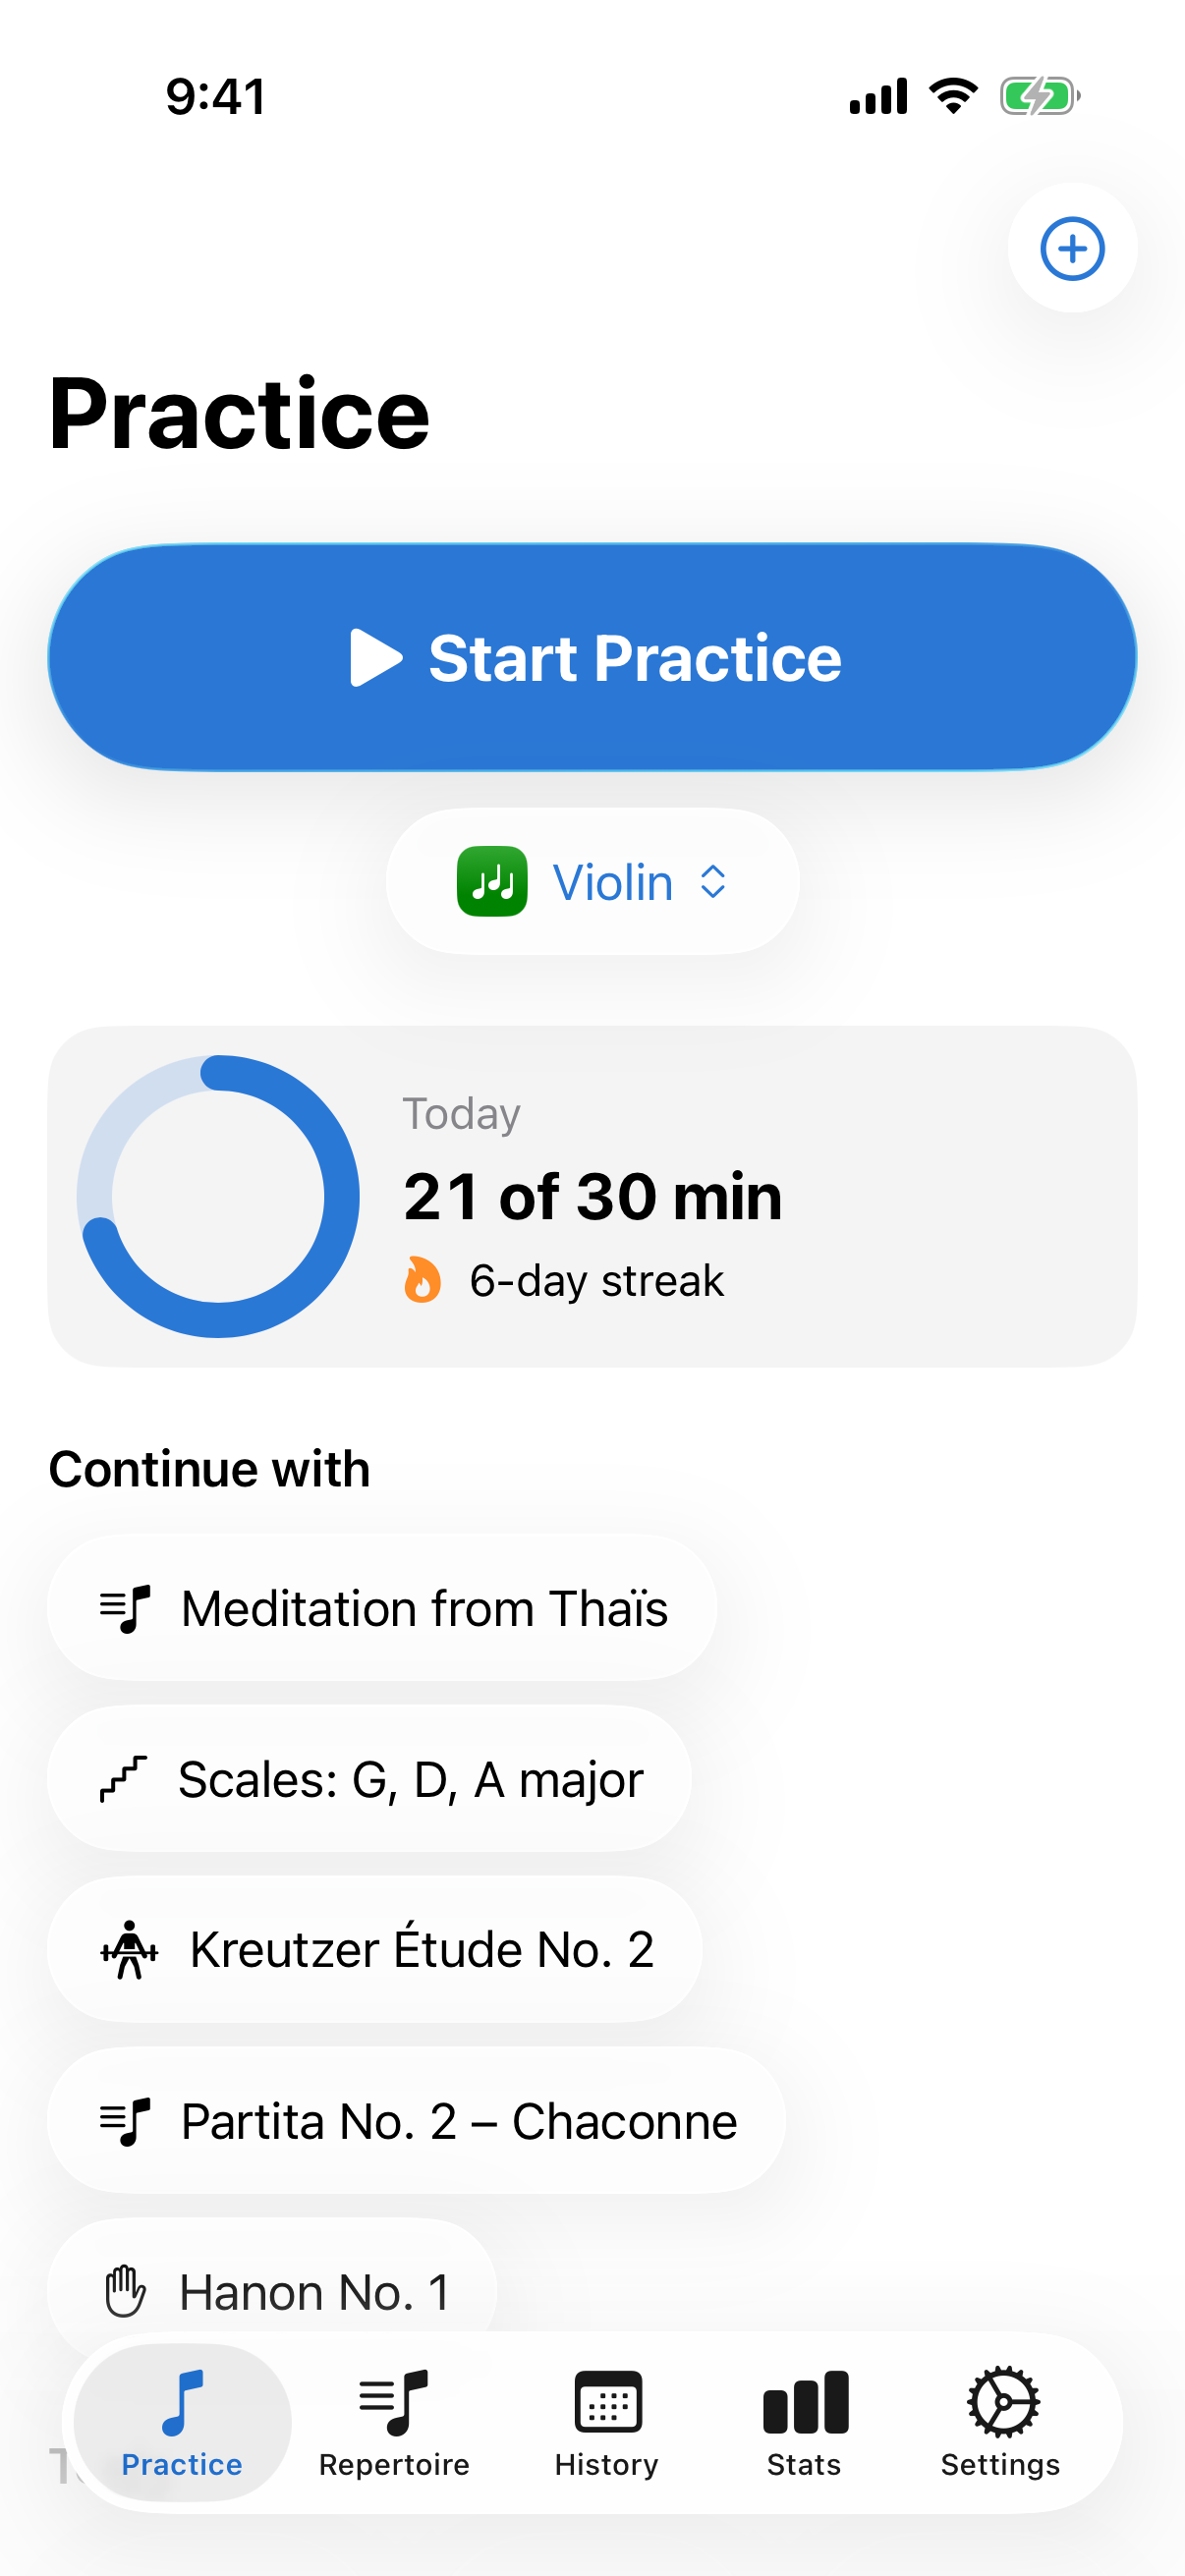 9:41
Practice
Start Practice
Violin
Today
21 of 30 min
6-day streak
Continue with
Meditation from Thaïs
Scales: G, D, A major
Kreutzer Étude No. 2
Partita No. 2 – Chaconne
Hanon No. 1
Practice
Repertoire
History
Stats
Settings